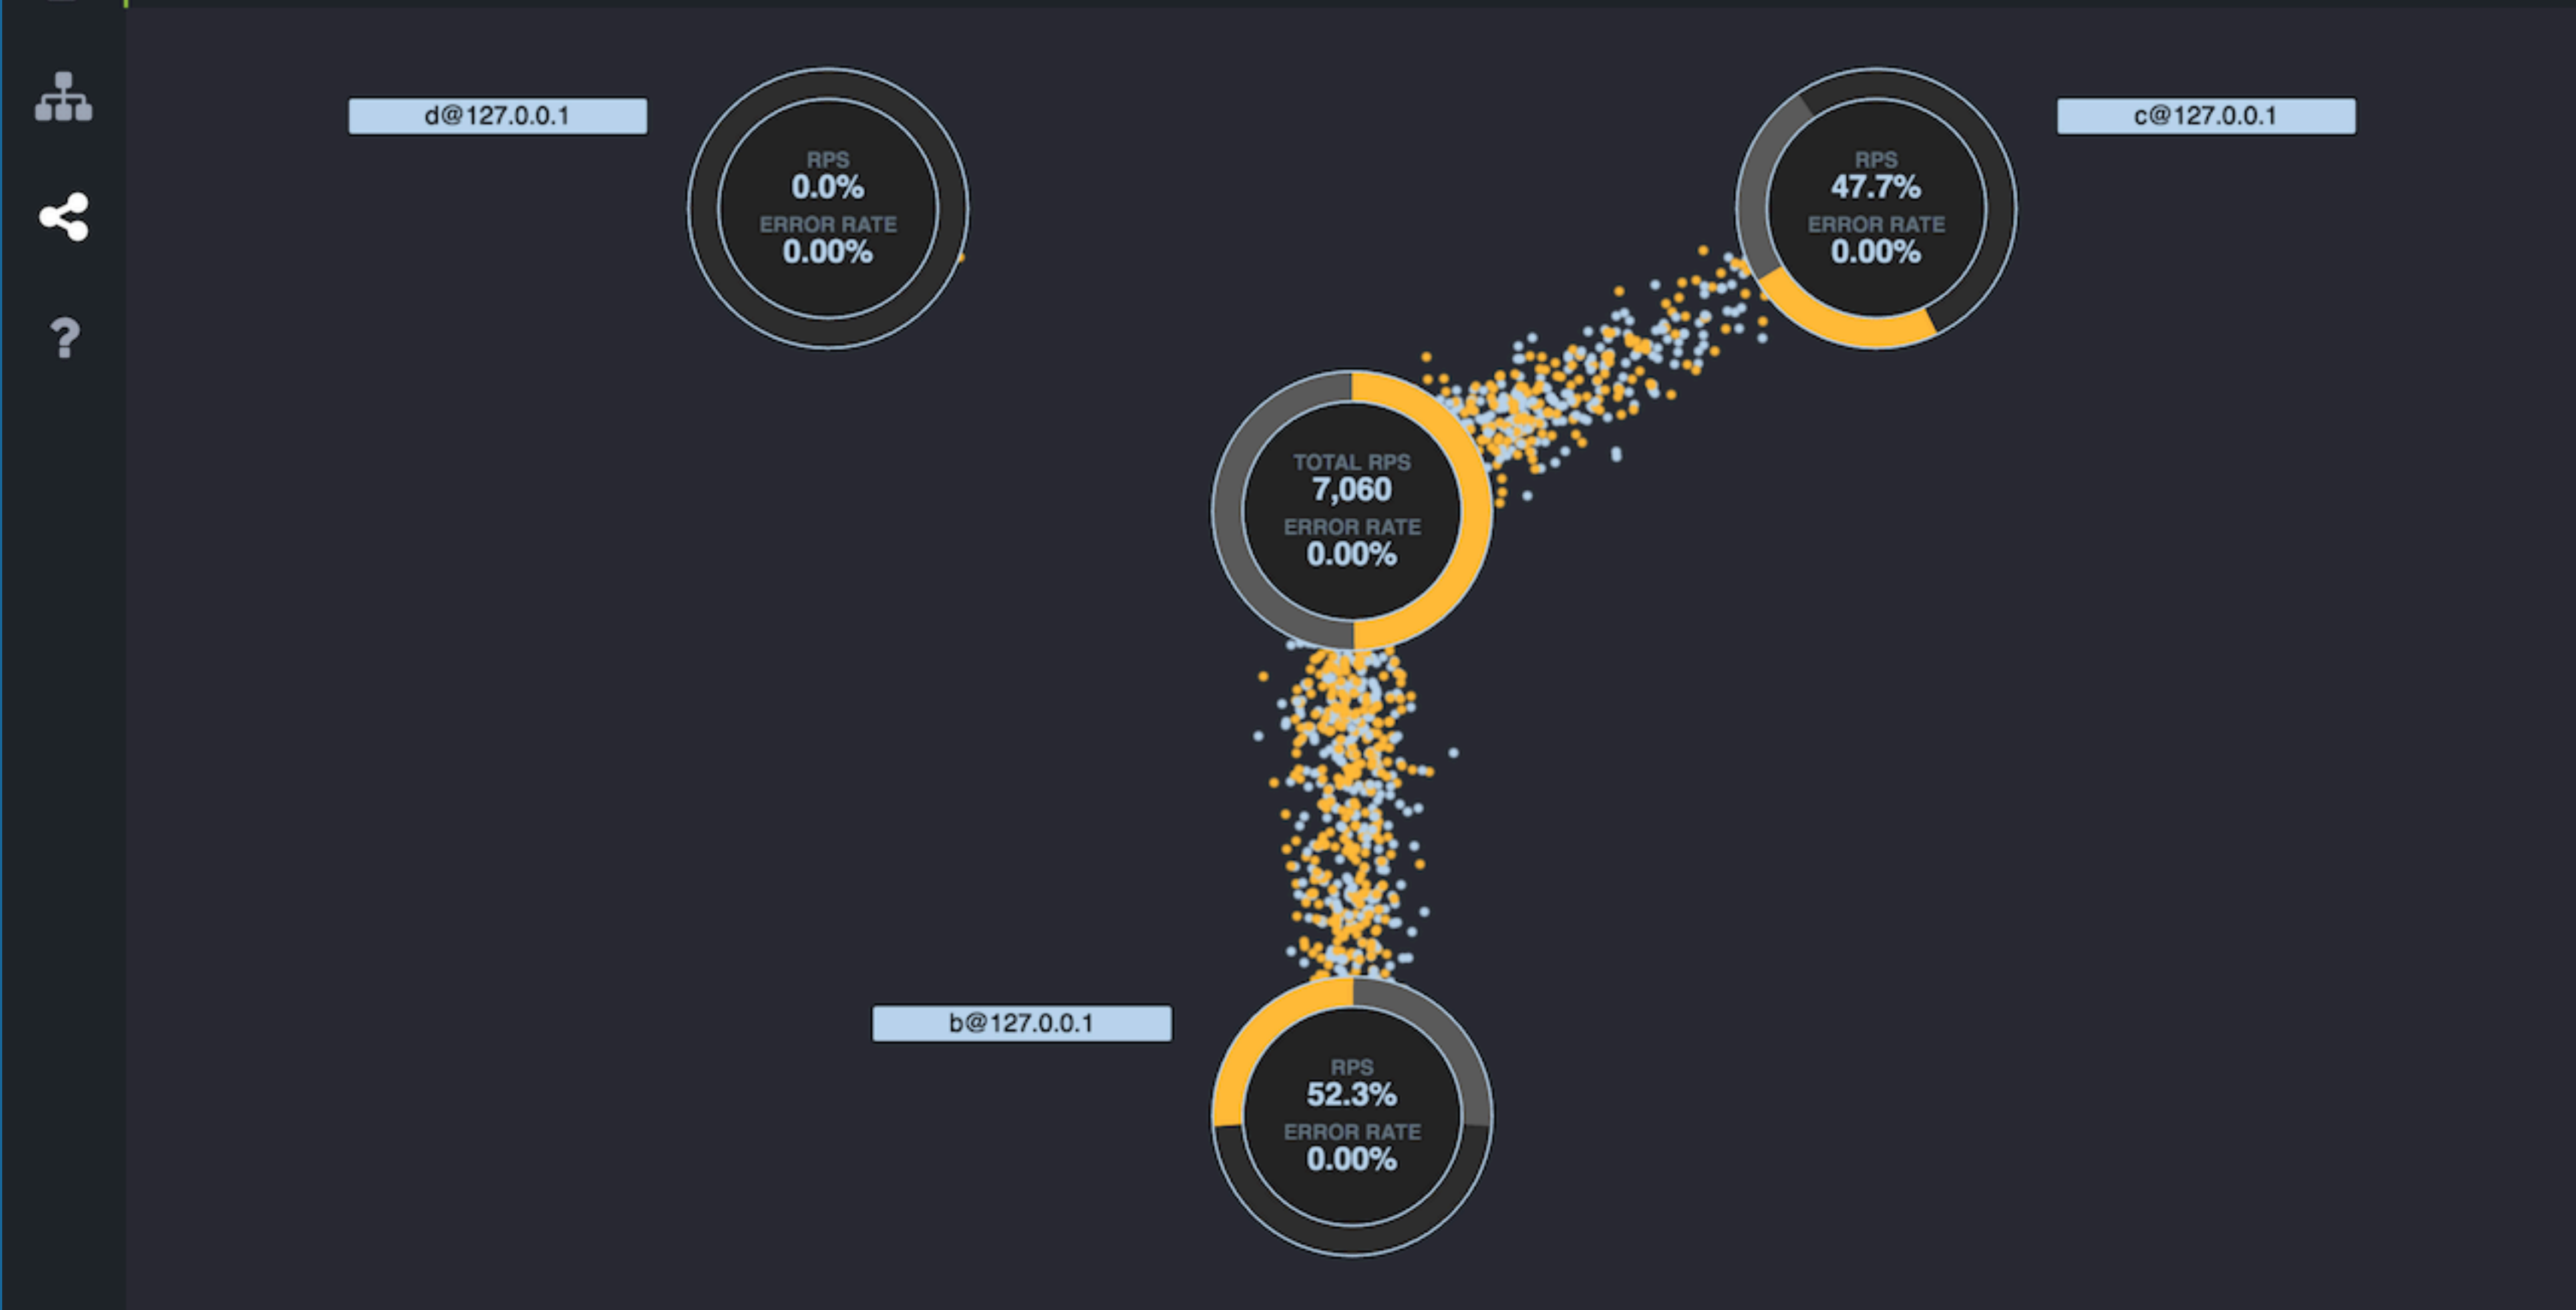 d@127.0.0.1
RPS
0.0%
ERROR RATE
0.00%
RPS
47.7%
ERROR RATE
0.00%
c@127.0.0.1
?
TOTAL RPS
7,060
ERROR RATE
0.00%
b@127.0.0.1
RPS
52.3%
ERROR RATE
0.00%